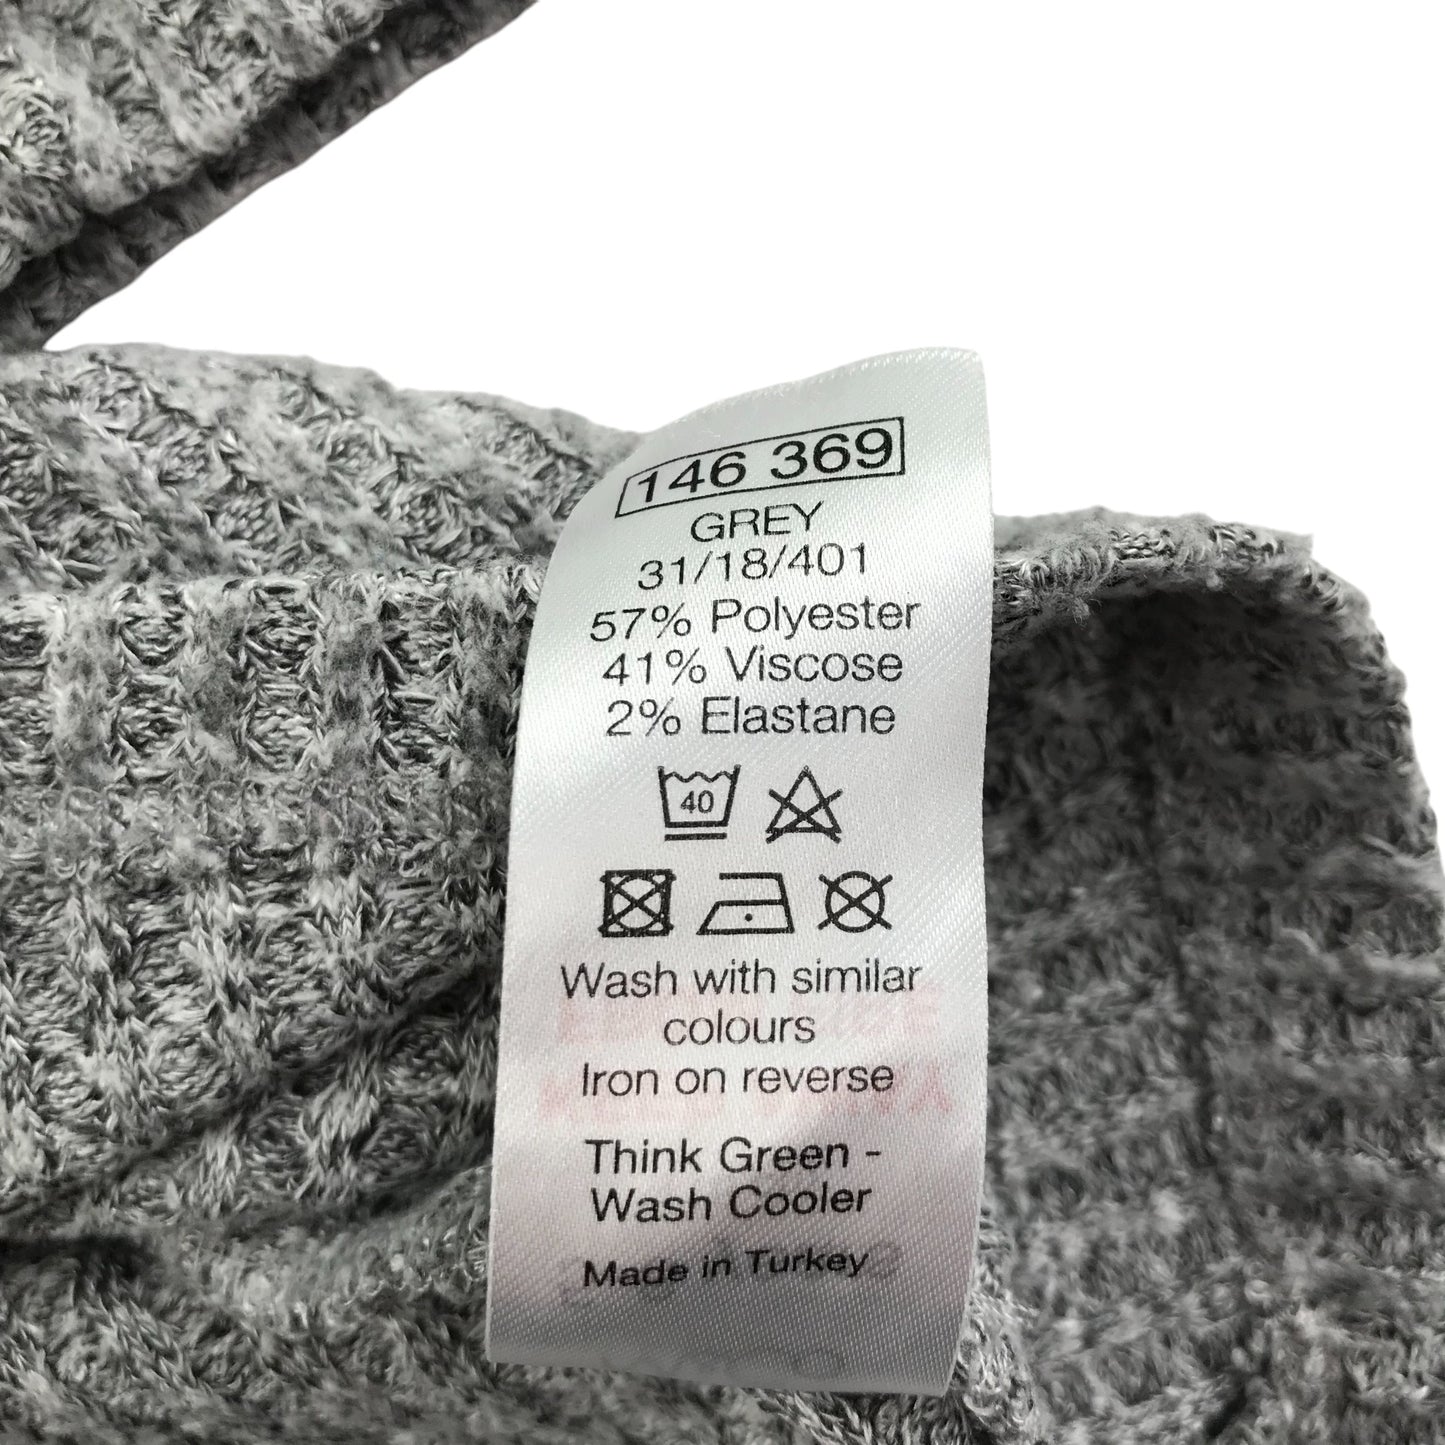 146 369
GREY
31/18/401
57% Polyester
41% Viscose
2% Elastane
40
Wash with similar
colours
Iron on reverse
Think Green -
Wash Cooler
Made in Turkey